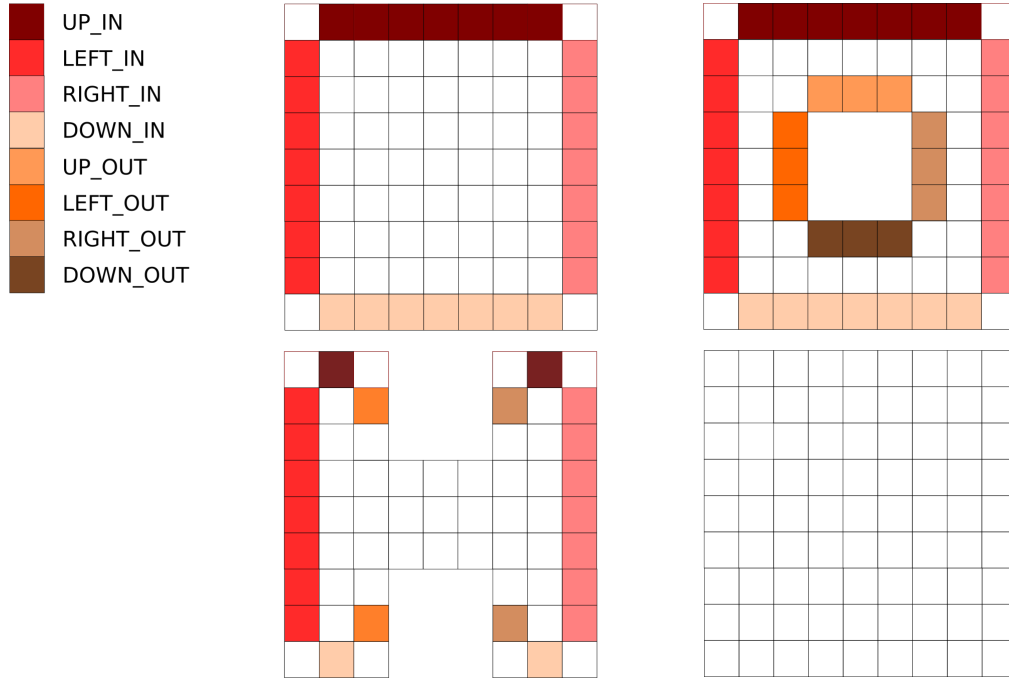 UP_IN
LEFT_IN
RIGHT_IN
DOWN_IN
UP_OUT
LEFT_OUT
RIGHT_OUT
DOWN_OUT